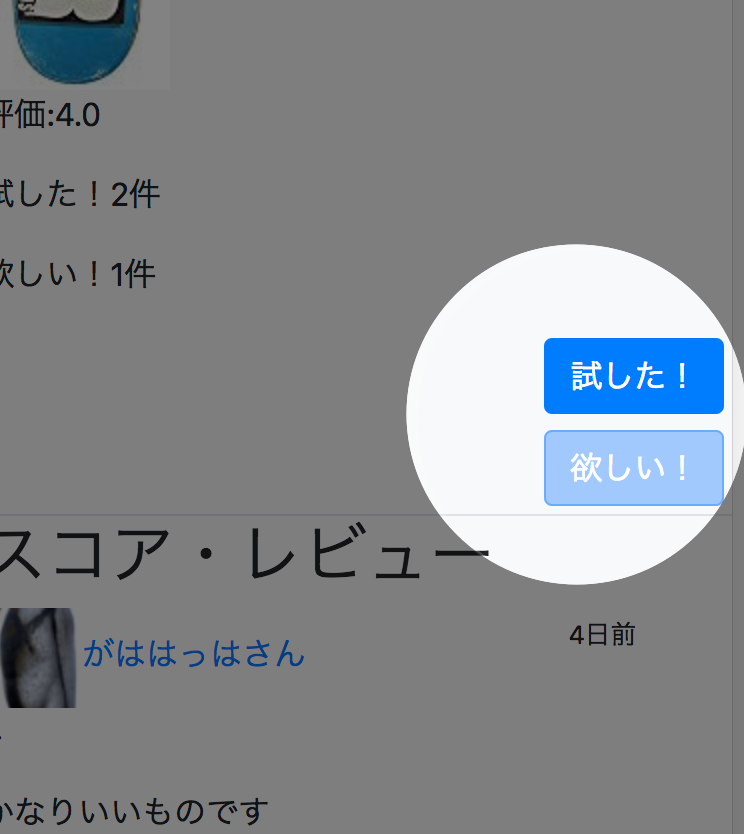 評価:4.0
試した！2件
欲しい！1件
試した！
欲しい！
スコア・レビュー
がははっはさん
4日前
かなりいいものです